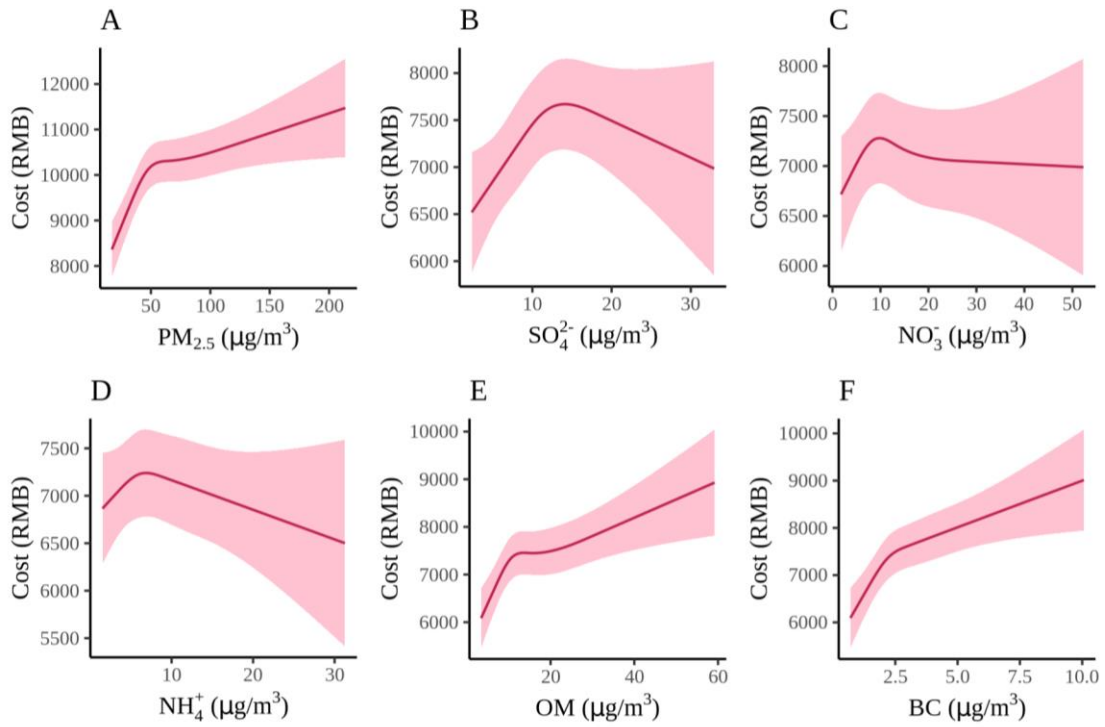 A
Cost (RMB)
12000
11000
10000
9000
8000
50 100 150 200
PM₂.₅ (μg/m³)
B
Cost (RMB)
8000
7500
7000
6500
6000
10 20 30
SO₄²⁻ (μg/m³)
C
Cost (RMB)
8000
7500
7000
6500
6000
0 10 20 30 40 50
NO₃⁻ (μg/m³)
D
Cost (RMB)
7500
7000
6500
6000
5500
10 20 30
NH₄⁺ (μg/m³)
E
Cost (RMB)
10000
9000
8000
7000
6000
20 40 60
OM (μg/m³)
F
Cost (RMB)
10000
9000
8000
7000
6000
2.5 5.0 7.5 10.0
BC (μg/m³)